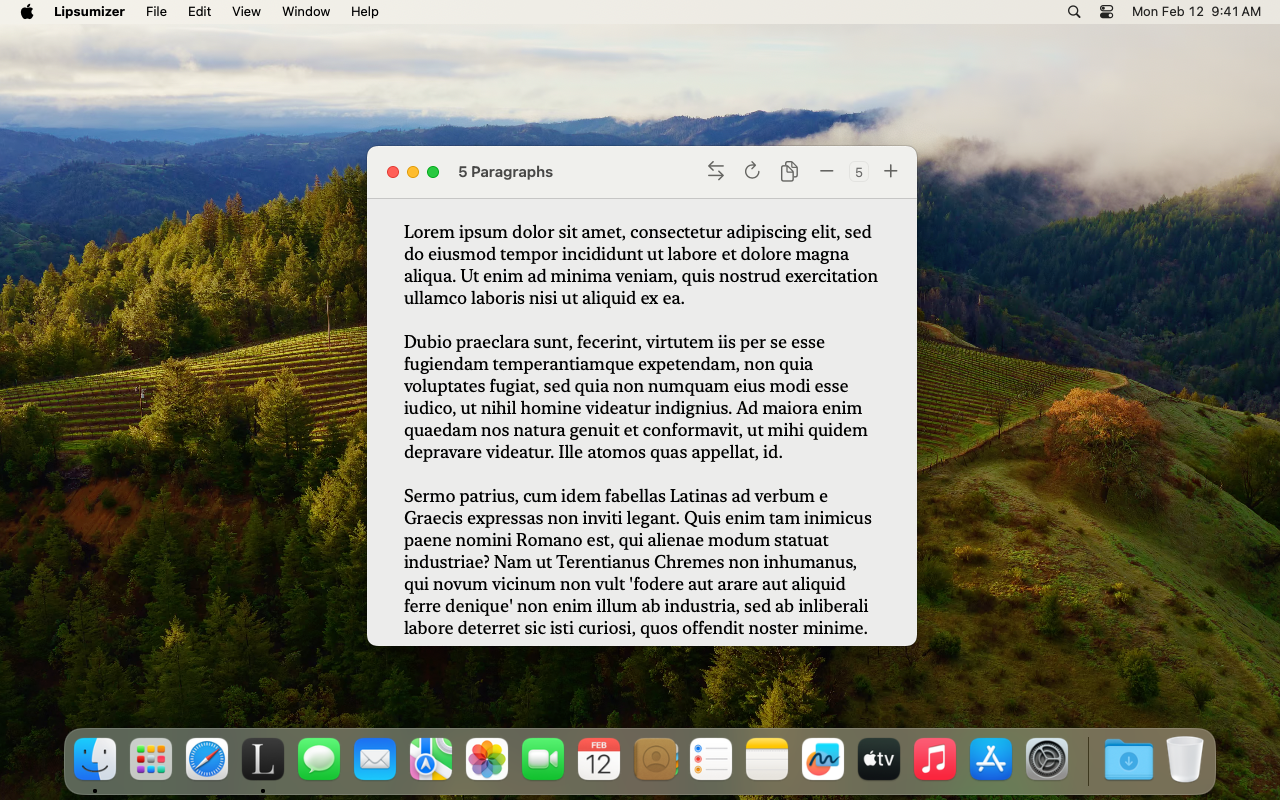 Lipsumizer File Edit View Window Help Mon Feb 12 9:41 AM
5 Paragraphs 5
Lorem ipsum dolor sit amet, consectetur adipiscing elit, sed
do eiusmod tempor incididunt ut labore et dolore magna
aliqua. Ut enim ad minima veniam, quis nostrud exercitation
ullamco laboris nisi ut aliquid ex ea.
Dubio praeclara sunt, fecerint, virtutem iis per se esse
fugiendam temperantiamque expetendam, non quia
voluptates fugiat, sed quia non numquam eius modi esse
iudico, ut nihil homine videatur indignius. Ad maiora enim
quaedam nos natura genuit et conformavit, ut mihi quidem
depravare videatur. Ille atomos quas appellat, id.
Sermo patrius, cum idem fabellas Latinas ad verbum e
Graecis expressas non inviti legant. Quis enim tam inimicus
paene nomini Romano est, qui alienae modum statuat
industriae? Nam ut Terentianus Chremes non inhumanus,
qui novum vicinum non vult 'fodere aut arare aut aliquid
ferre denique' non enim illum ab industria, sed ab inliberali
labore deterret sic isti curiosi, quos offendit noster minime.
L
FEB
12
tv